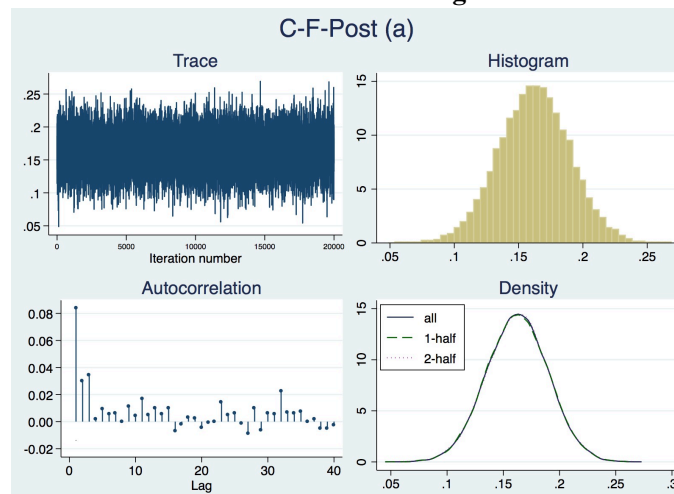 C-F-Post (a)
Trace
.25
.2
.15
.1
.05
0 5000 10000 15000 20000
Iteration number
Histogram
15
10
5
0
.05 .1 .15 .2 .25
Autocorrelation
0.08
0.06
0.04
0.02
0.00
-0.02
0 10 20 30 40
Lag
Density
15
10
5
0
all
1-half
2-half
.05 .1 .15 .2 .25